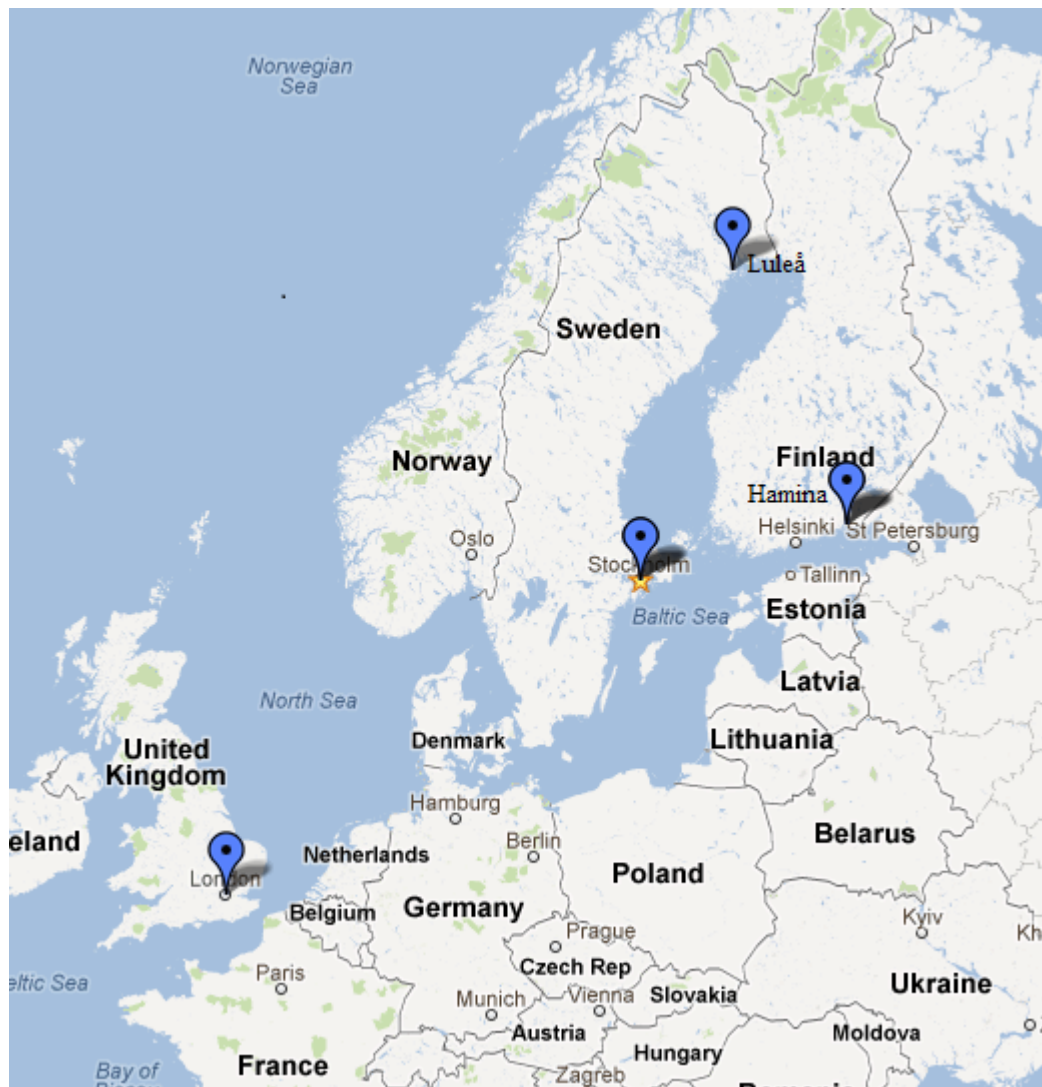 Norwegian
Sea
Luleå
Sweden
Norway
Finland
Hamina
Helsinki
St Petersburg
Oslo
Stockholm
Tallinn
Baltic Sea
Estonia
Latvia
North Sea
Denmark
Lithuania
United
Kingdom
Hamburg
Belarus
eland
Berlin
Netherlands
London
Poland
Belgium
Germany
Kyiv
Kh
Prague
Czech Rep
Paris
eltic Sea
Ukraine
Munich
Vienna
Slovakia
Austria
Moldova
Hungary
France
Bay of
Zagreb